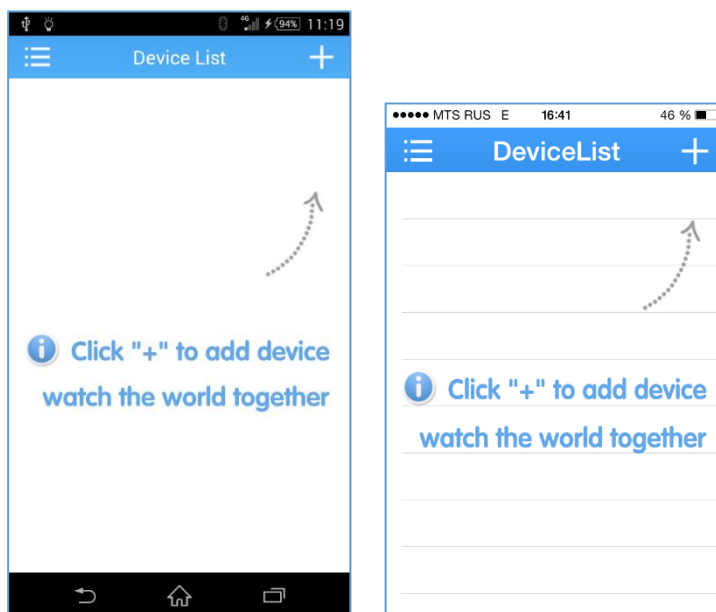 4G 94% 11:19
Device List
Click "+" to add device
watch the world together
MTS RUS E 16:41 46 %
DeviceList
Click "+" to add device
watch the world together